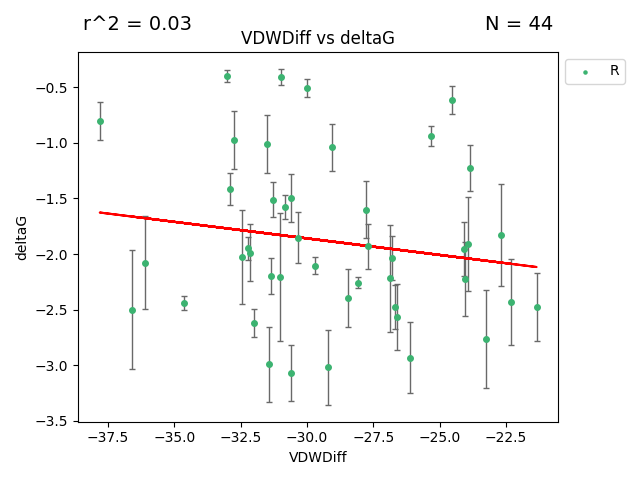 r^2 = 0.03
N = 44
VDWDiff vs deltaG
R
−0.5
−1.0
−1.5
−2.0
−2.5
−3.0
−3.5
deltaG
−37.5 −35.0 −32.5 −30.0 −27.5 −25.0 −22.5
VDWDiff